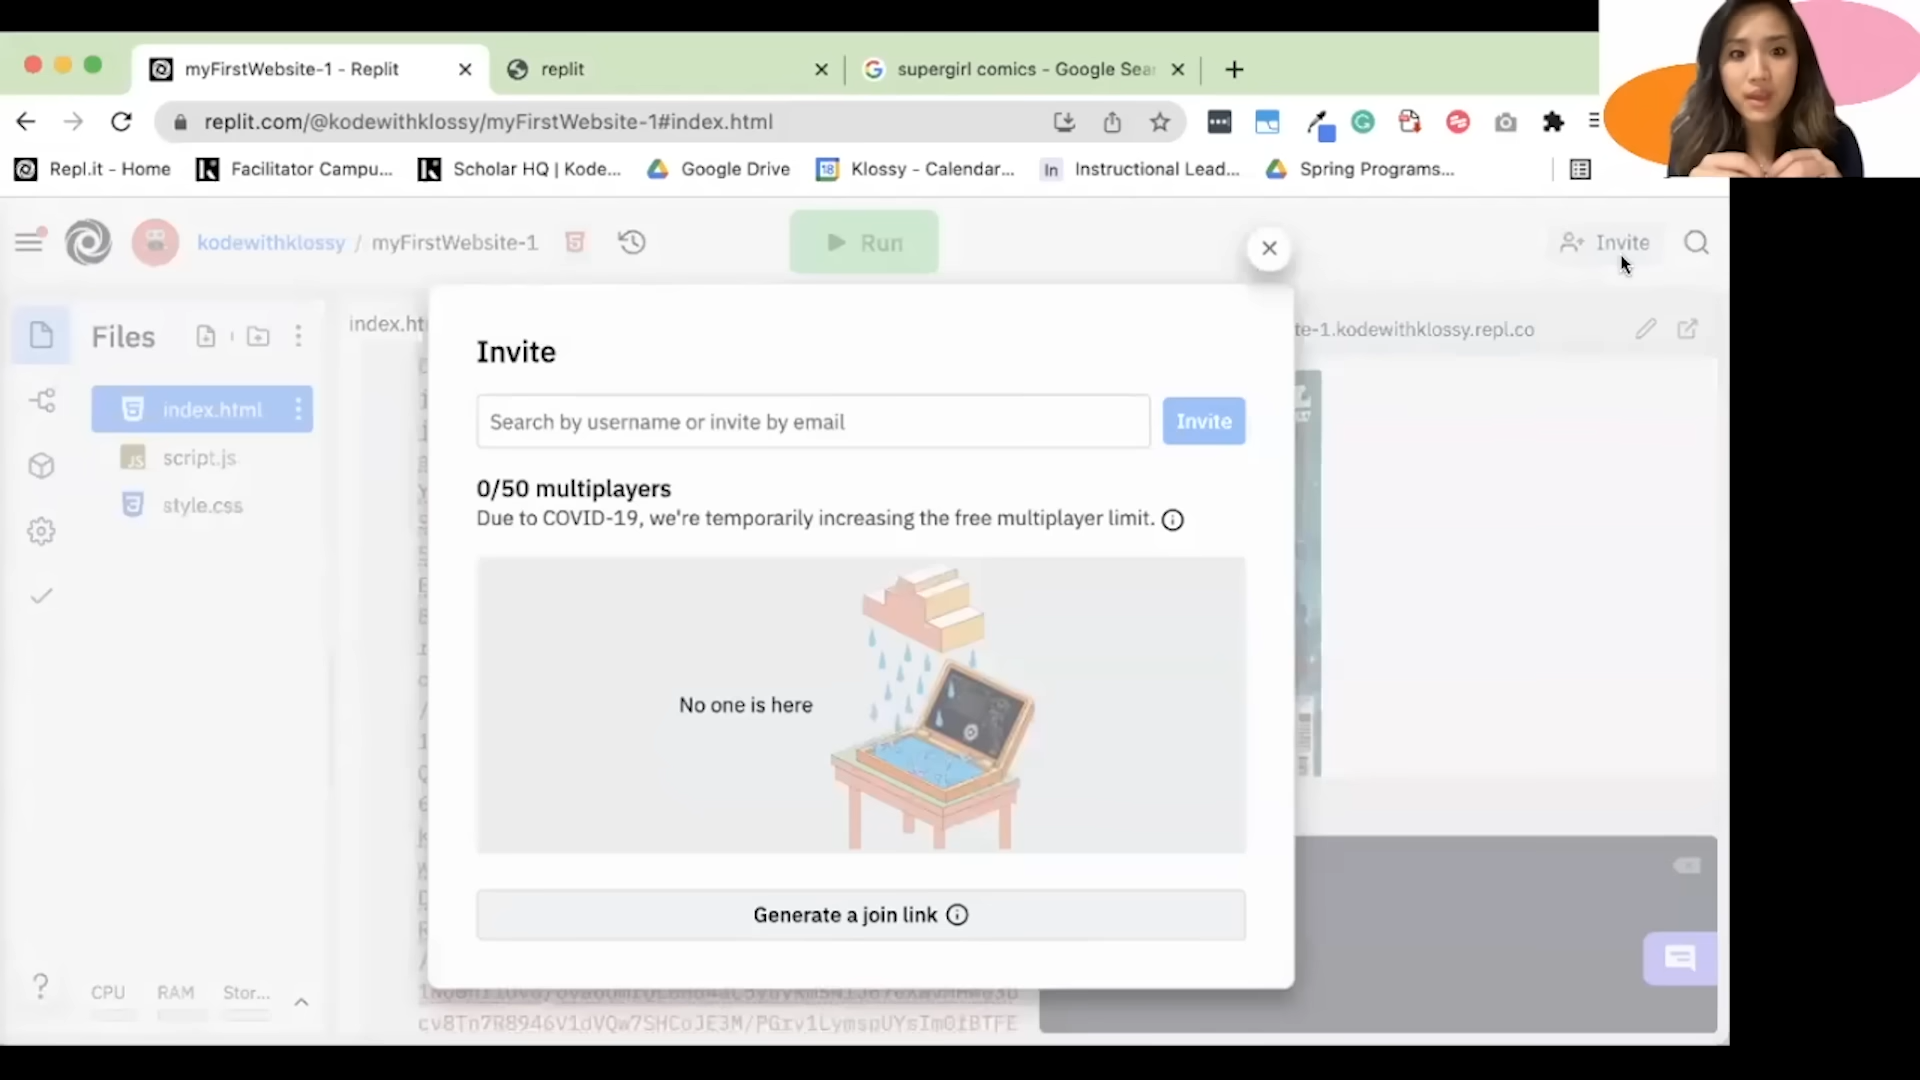 myFirstWebsite-1 - Replit
replit
supergirl comics - Google Sear
replit.com/@kodewithklossy/myFirstWebsite-1#index.html
Repl.it - Home
Facilitator Campu...
Scholar HQ | Kode...
Google Drive
18
Klossy - Calendar...
In
Instructional Lead...
Spring Programs...
kodewithklossy / myFirstWebsite-1
Run
Invite
Files
index.ht
te-1.kodewithklossy.repl.co
index.html
JS
script.js
style.css
Invite
Search by username or invite by email
Invite
0/50 multiplayers
Due to COVID-19, we're temporarily increasing the free multiplayer limit.
No one is here
Generate a join link
?
CPU
RAM
Stor...
cv8Tn7R8946V1dVQw7SHCoJE3M/PGrv1LymspUYsIm0fBTFE